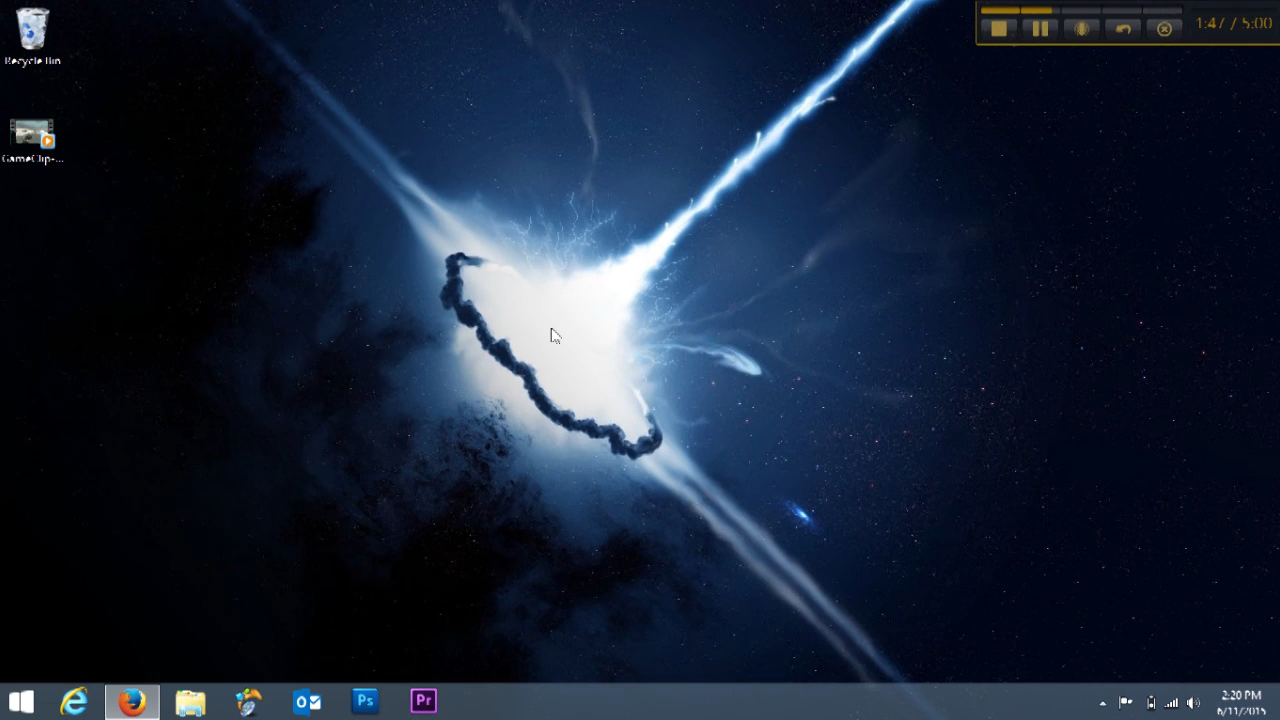 Recycle Bin
GameClip-...
1:47 / 5:00
Ps
Pr
2:20 PM
6/11/2015